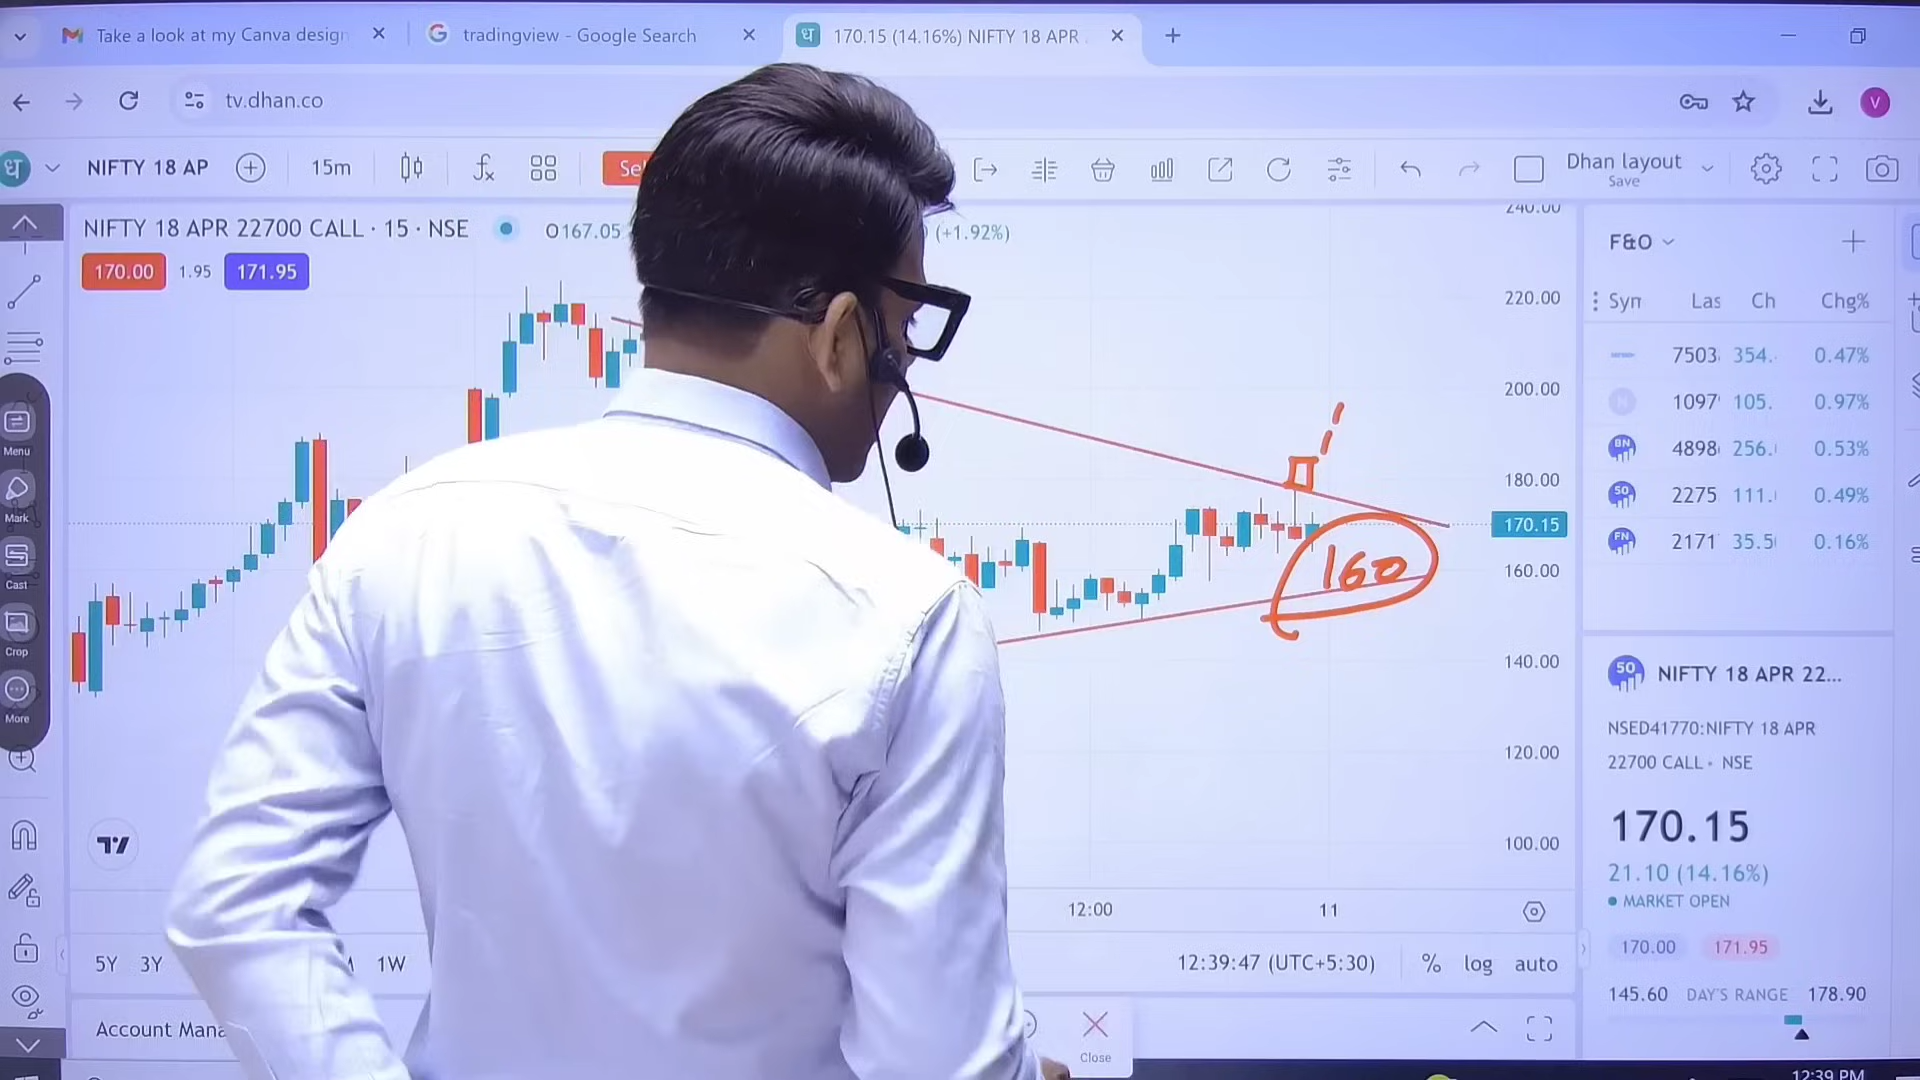 Take a look at my Canva design
tradingview - Google Search
170.15 (14.16%) NIFTY 18 APR
tv.dhan.co
V
ध
NIFTY 18 AP
15m
Dhan layout
Save
NIFTY 18 APR 22700 CALL · 15 · NSE
O167.05
(+1.92%)
170.00
1.95
171.95
240.00
220.00
200.00
180.00
170.15
160.00
140.00
120.00
100.00
160
Menu
Mark
Cast
Crop
More
12:00
11
5Y 3Y
1W
12:39:47 (UTC+5:30)
% log auto
Account Mana
Close
F&O
Syn Las Ch Chg%
7503 354. 0.47%
1097 105. 0.97%
BN 4898 256. 0.53%
50 2275 111. 0.49%
FN 2171 35.5 0.16%
50 NIFTY 18 APR 22...
NSED41770:NIFTY 18 APR
22700 CALL • NSE
170.15
21.10 (14.16%)
MARKET OPEN
170.00 171.95
145.60 DAY'S RANGE 178.90
12:39 PM